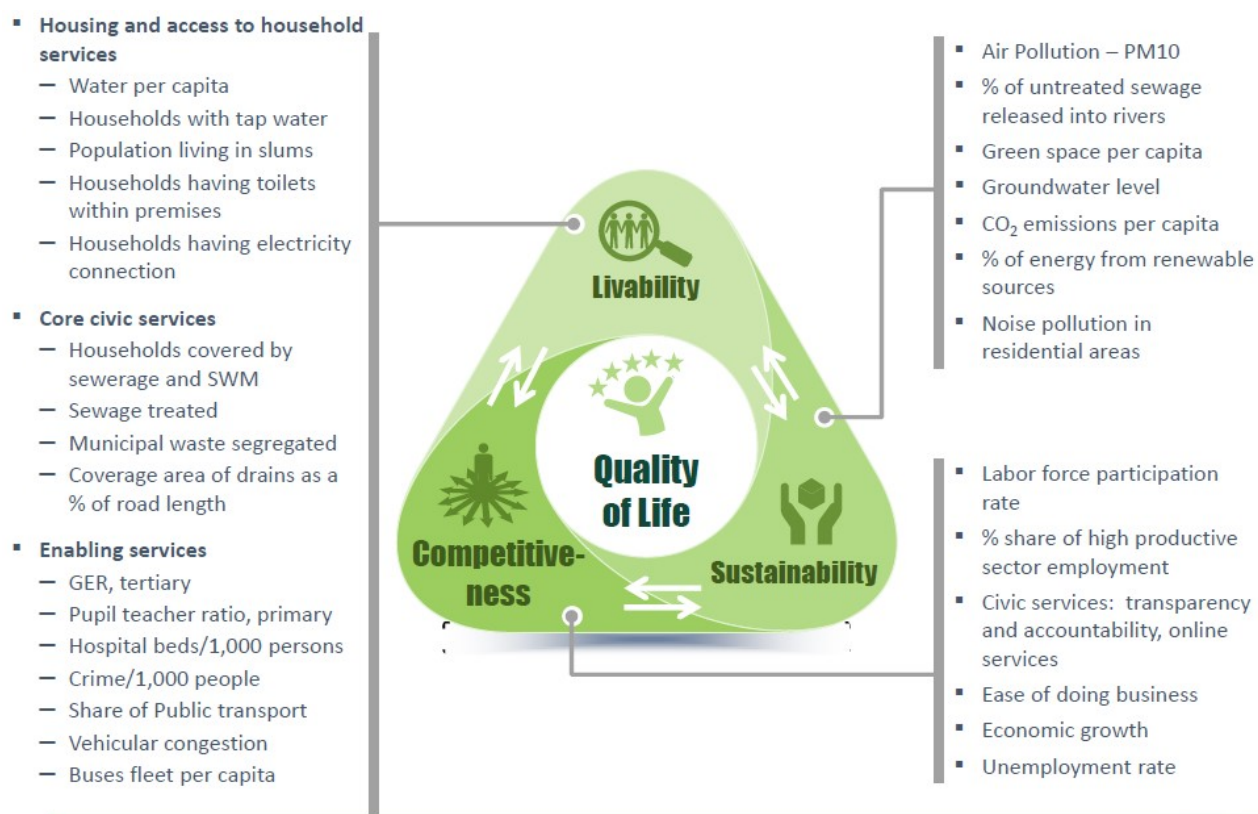 ▪ Housing and access to household
services
— Water per capita
— Households with tap water
— Population living in slums
— Households having toilets
within premises
— Households having electricity
connection
▪ Core civic services
— Households covered by
sewerage and SWM
— Sewage treated
— Municipal waste segregated
— Coverage area of drains as a
% of road length
▪ Enabling services
— GER, tertiary
— Pupil teacher ratio, primary
— Hospital beds/1,000 persons
— Crime/1,000 people
— Share of Public transport
— Vehicular congestion
— Buses fleet per capita
Livability
Quality
of Life
Competitive-
ness
Sustainability
▪ Air Pollution – PM10
▪ % of untreated sewage
released into rivers
▪ Green space per capita
▪ Groundwater level
▪ CO₂ emissions per capita
▪ % of energy from renewable
sources
▪ Noise pollution in
residential areas
▪ Labor force participation
rate
▪ % share of high productive
sector employment
▪ Civic services: transparency
and accountability, online
services
▪ Ease of doing business
▪ Economic growth
▪ Unemployment rate